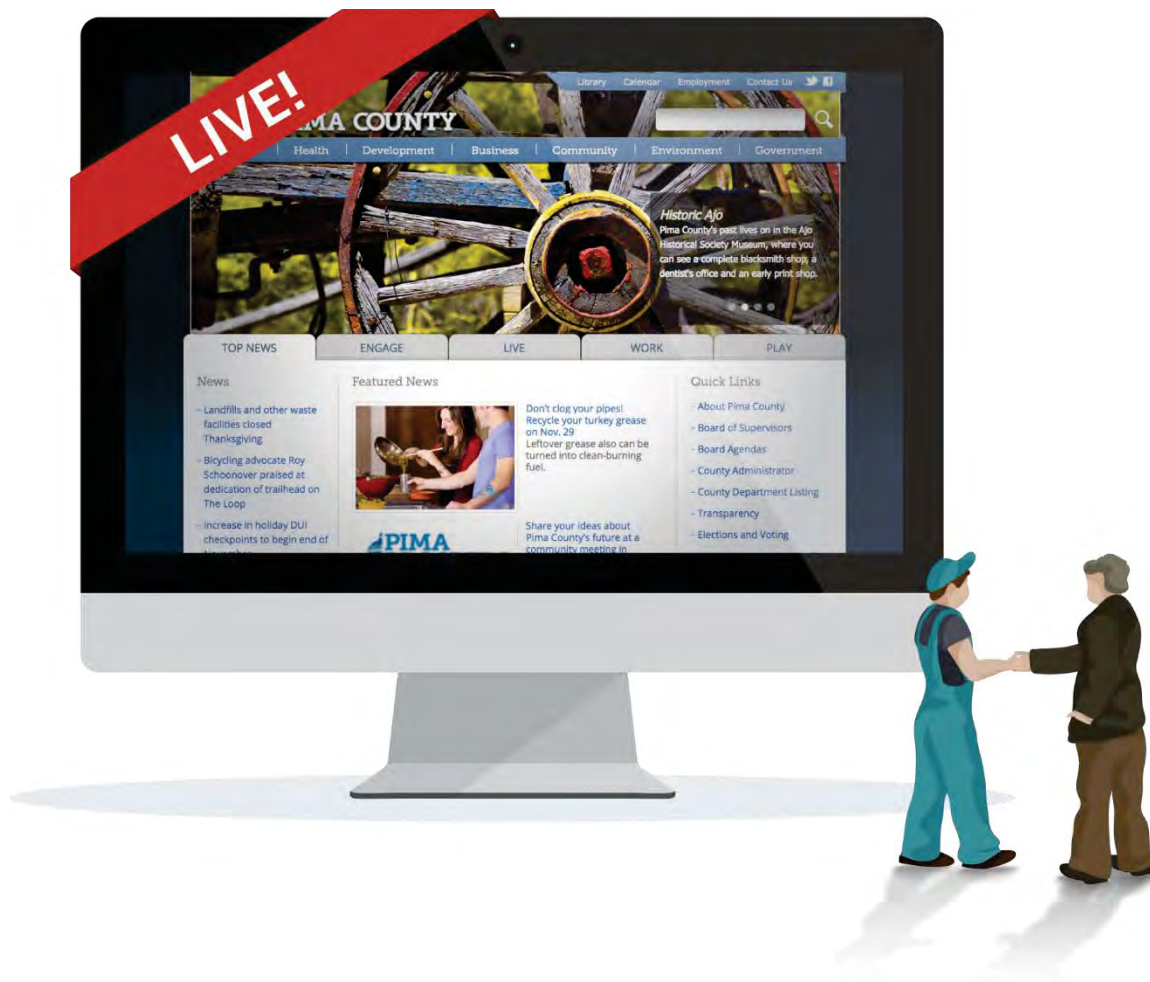 LIVE!
Library Calendar Employment Contact Us
COUNTY
Health | Development | Business | Community | Environment | Government
Historic Ajo
Pima County's past lives on in the Ajo
Historical Society Museum, where you
can see a complete blacksmith shop, a
dentist's office and an early print shop.
TOP NEWS ENGAGE LIVE WORK PLAY
News
- Landfills and other waste
facilities closed
Thanksgiving
- Bicycling advocate Roy
Schoonover praised at
dedication of trailhead on
The Loop
- Increase in holiday DUI
checkpoints to begin end of
Featured News
Don't clog your pipes!
Recycle your turkey grease
on Nov. 29
Leftover grease also can be
turned into clean-burning
fuel.
PIMA
Share your ideas about
Pima County's future at a
community meeting in
Quick Links
- About Pima County
- Board of Supervisors
- Board Agendas
- County Administrator
- County Department Listing
- Transparency
- Elections and Voting